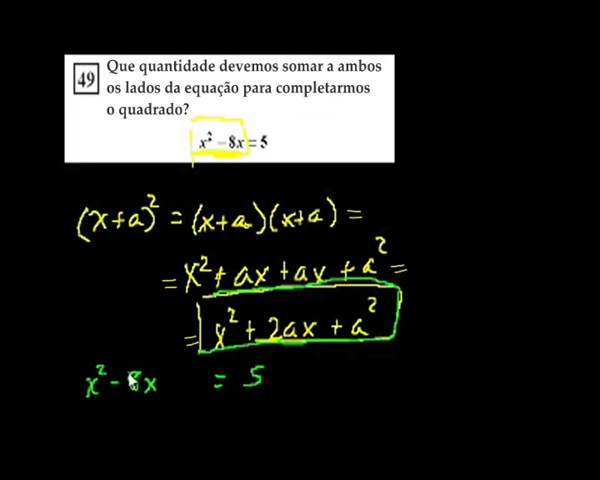 49 Que quantidade devemos somar a ambos
os lados da equação para completarmos
o quadrado?
x² − 8x = 5
(x+a)² = (x+a)(x+a) =
= x² + ax + ax + a² =
= x² + 2ax + a²
x² − 8x = 5